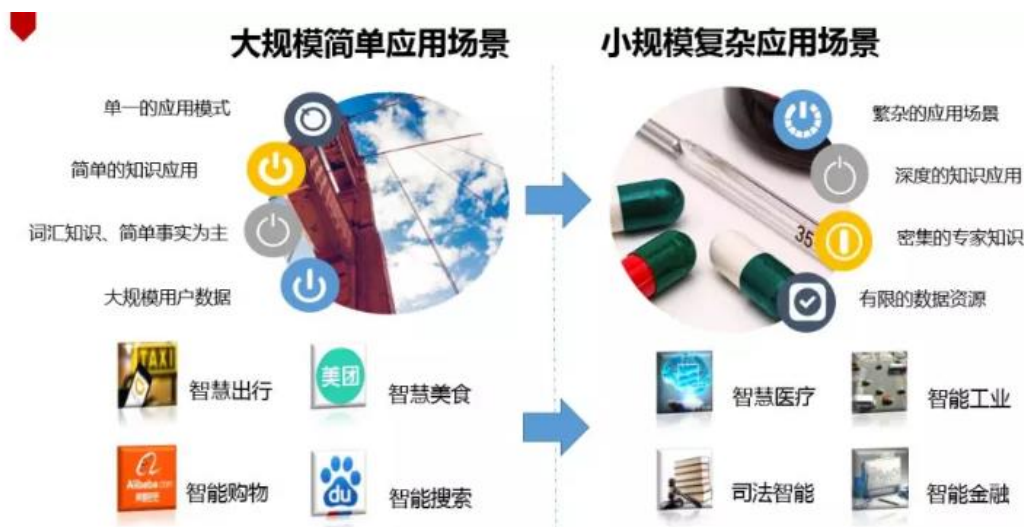 大规模简单应用场景
小规模复杂应用场景
单一的应用模式
简单的知识应用
词汇知识、简单事实为主
大规模用户数据
繁杂的应用场景
深度的知识应用
密集的专家知识
有限的数据资源
35
TAXI
智慧出行
美团
智慧美食
Alibaba.com
智能购物
du
智能搜索
智慧医疗
智能工业
司法智能
智能金融